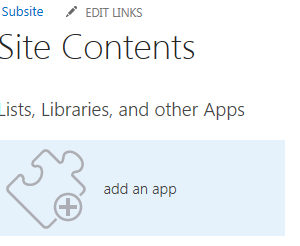 Subsite EDIT LINKS
Site Contents
Lists, Libraries, and other Apps
add an app